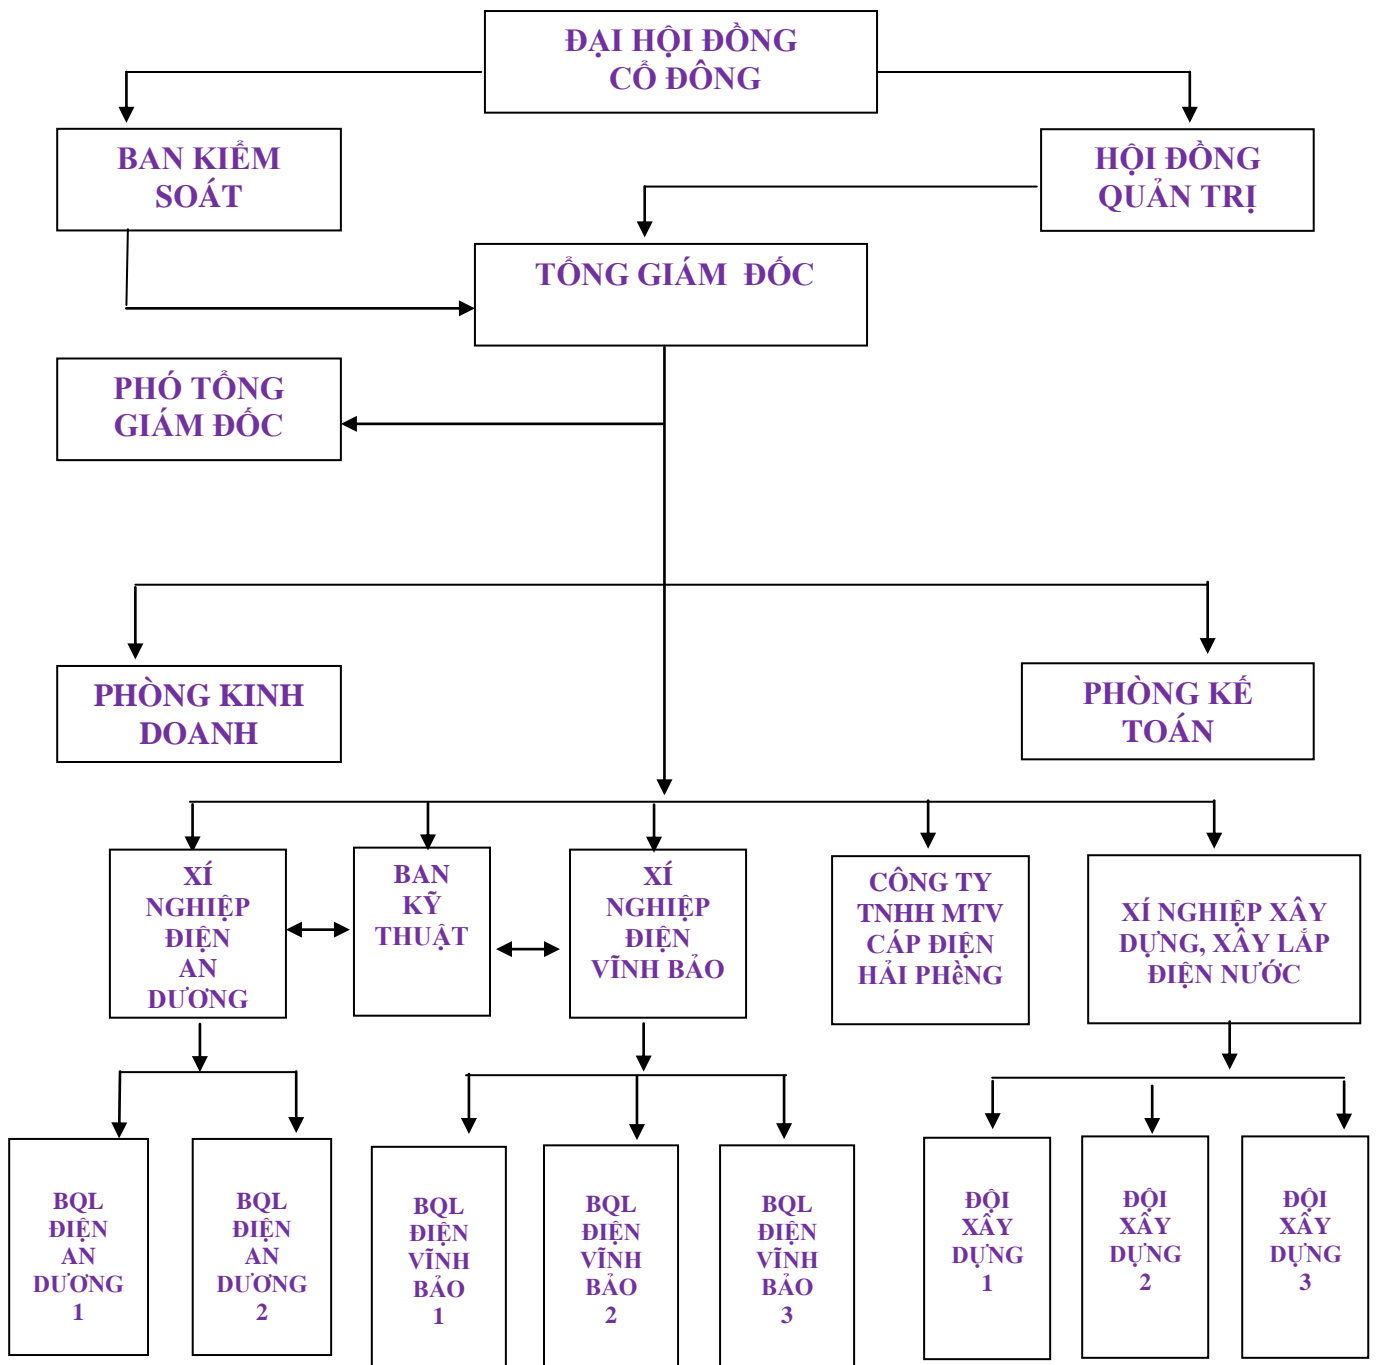 ĐẠI HỘI ĐỒNG
CỔ ĐÔNG
BAN KIỂM
SOÁT
HỘI ĐỒNG
QUẢN TRỊ
TỔNG GIÁM ĐỐC
PHÓ TỔNG
GIÁM ĐỐC
PHÒNG KINH
DOANH
PHÒNG KẾ
TOÁN
XÍ
NGHIỆP
ĐIỆN
AN
DƯƠNG
BAN
KỸ
THUẬT
XÍ
NGHIỆP
ĐIỆN
VĨNH BẢO
CÔNG TY
TNHH MTV
CÁP ĐIỆN
HẢI PHềNG
XÍ NGHIỆP XÂY
DỰNG, XÂY LẮP
ĐIỆN NƯỚC
BQL
ĐIỆN
AN
DƯƠNG
1
BQL
ĐIỆN
AN
DƯƠNG
2
BQL
ĐIỆN
VĨNH
BẢO
1
BQL
ĐIỆN
VĨNH
BẢO
2
BQL
ĐIỆN
VĨNH
BẢO
3
ĐỘI
XÂY
DỰNG
1
ĐỘI
XÂY
DỰNG
2
ĐỘI
XÂY
DỰNG
3